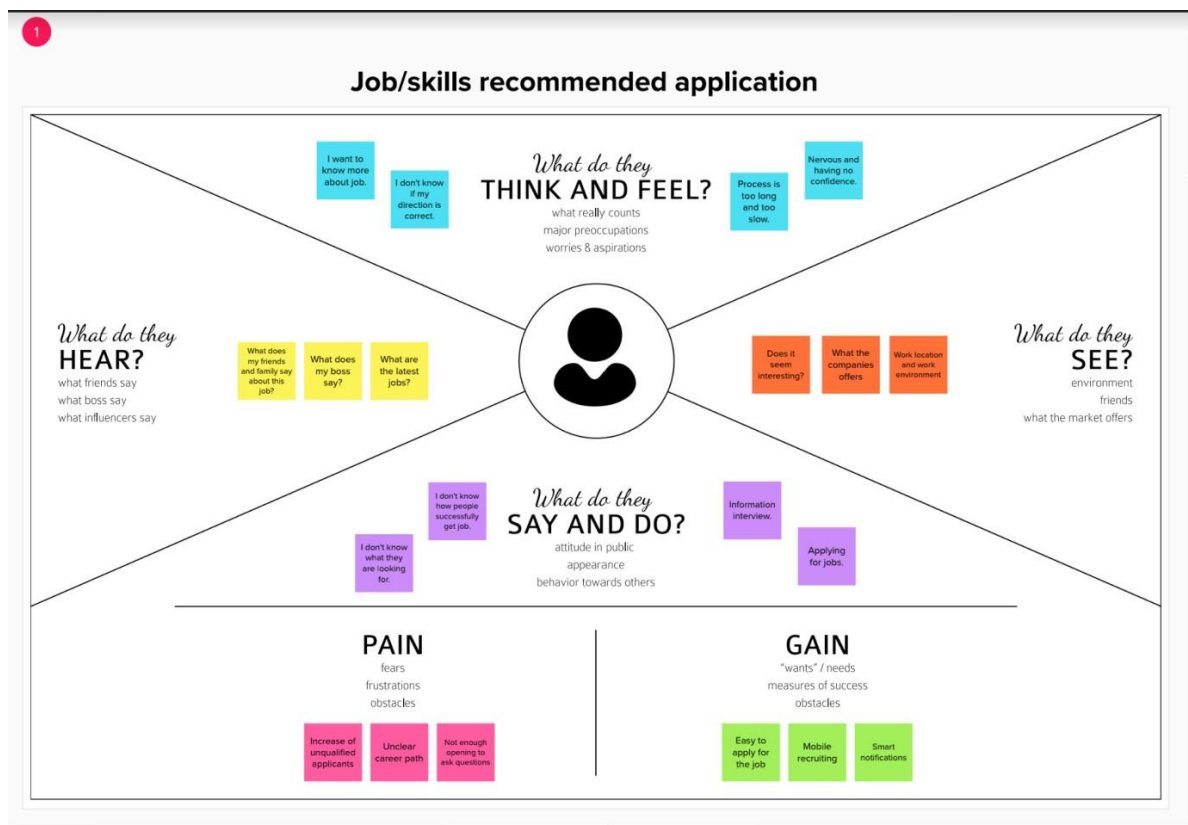 1
Job/skills recommended application
I want to
know more
about job.
I don't know
if my
direction is
correct.
What do they
THINK AND FEEL?
what really counts
major preoccupations
worries & aspirations
Process is
too long
and too
slow.
Nervous and
having no
confidence.
What do they
HEAR?
what friends say
what boss say
what influencers say
What does
my friends
and family say
about this
job?
What does
my boss
say?
What are
the latest
jobs?
Does it
seem
interesting?
What the
companies
offers
Work location
and work
environment
What do they
SEE?
environment
friends
what the market offers
I don't know
how people
successfully
get job.
I don't know
what they
are looking
for.
What do they
SAY AND DO?
attitude in public
appearance
behavior towards others
Information
interview.
Applying
for jobs.
PAIN
fears
frustrations
obstacles
Increase of
unqualified
applicants
Unclear
career path
Not enough
opening to
ask questions
GAIN
"wants" / needs
measures of success
obstacles
Easy to
apply for
the job
Mobile
recruiting
Smart
notifications